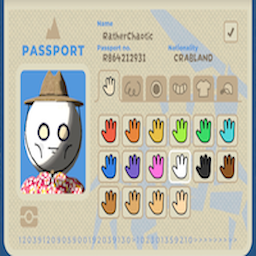 Name
PASSPORT
RatherChaotic
Passport no.
Nationality
R864212931
CRABLAND